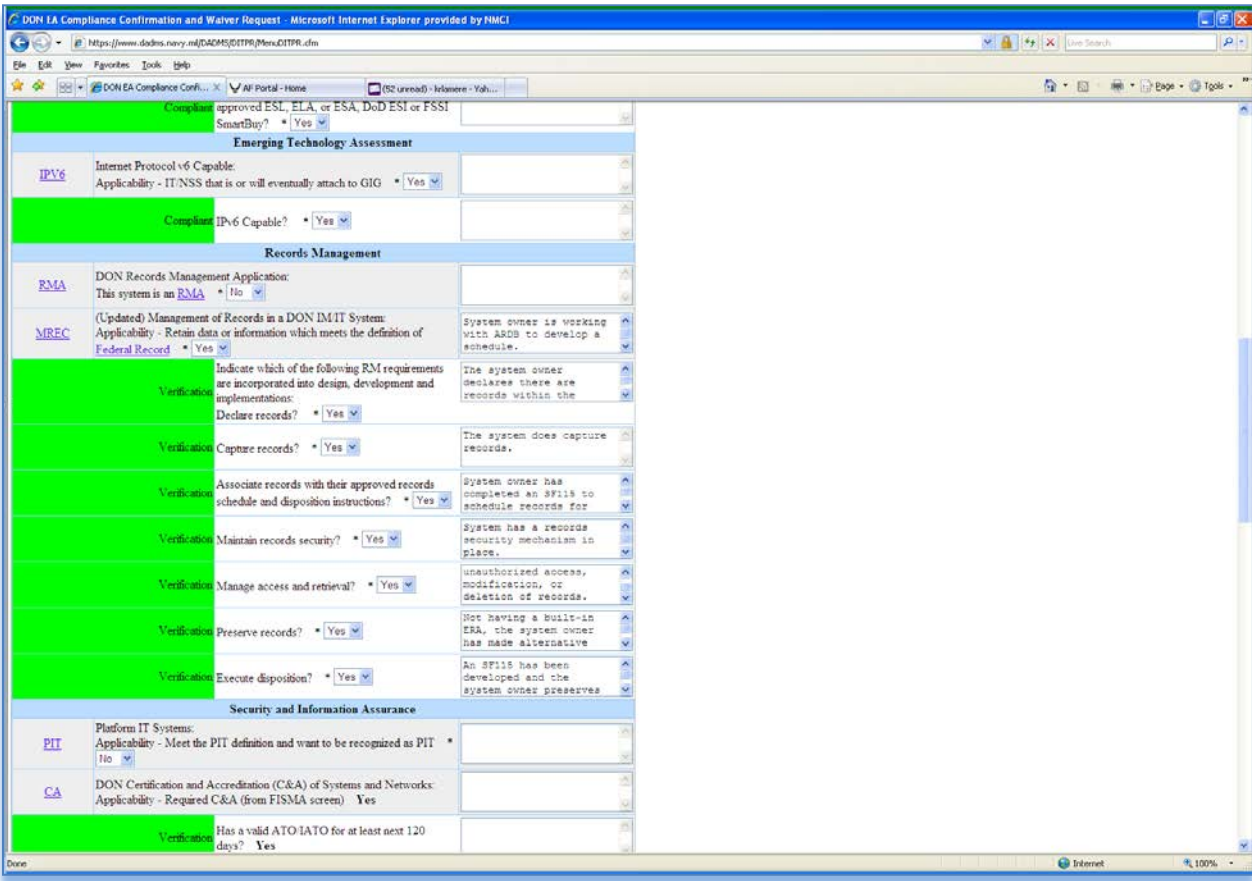 DON EA Compliance Confirmation and Waiver Request - Microsoft Internet Explorer provided by NMCI
https://www.dadms.navy.mil/DADMS/DITPR/MenuDITPR.cfm
Live Search
File Edit View Favorites Tools Help
DON EA Compliance Confi... X
AF Portal - Home
(52 unread) - krlamere - Yah...
Page
Tools
Compliant approved ESL, ELA, or ESA, DoD ESI or FSSI
SmartBuy? * Yes
Emerging Technology Assessment
IPV6
Internet Protocol v6 Capable:
Applicability - IT/NSS that is or will eventually attach to GIG * Yes
Compliant IPv6 Capable? * Yes
Records Management
RMA
DON Records Management Application:
This system is an RMA * No
MREC
(Updated) Management of Records in a DON IM/IT System:
Applicability - Retain data or information which meets the definition of
Federal Record * Yes
System owner is working
with ARDB to develop a
schedule.
Verification
Indicate which of the following RM requirements
are incorporated into design, development and
implementations:
Declare records? * Yes
The system owner
declares there are
records within the
Verification Capture records? * Yes
The system does capture
records.
Verification
Associate records with their approved records
schedule and disposition instructions? * Yes
System owner has
completed an SF115 to
schedule records for
Verification Maintain records security? * Yes
System has a records
security mechanism in
place.
Verification Manage access and retrieval? * Yes
unauthorized access,
modification, or
deletion of records.
Verification Preserve records? * Yes
Not having a built-in
ERA, the system owner
has made alternative
Verification Execute disposition? * Yes
An SF115 has been
developed and the
system owner preserves
Security and Information Assurance
PIT
Platform IT Systems:
Applicability - Meet the PIT definition and want to be recognized as PIT *
No
CA
DON Certification and Accreditation (C&A) of Systems and Networks:
Applicability - Required C&A (from FISMA screen) Yes
Verification
Has a valid ATO/IATO for at least next 120
days? Yes
Done
Internet
100%